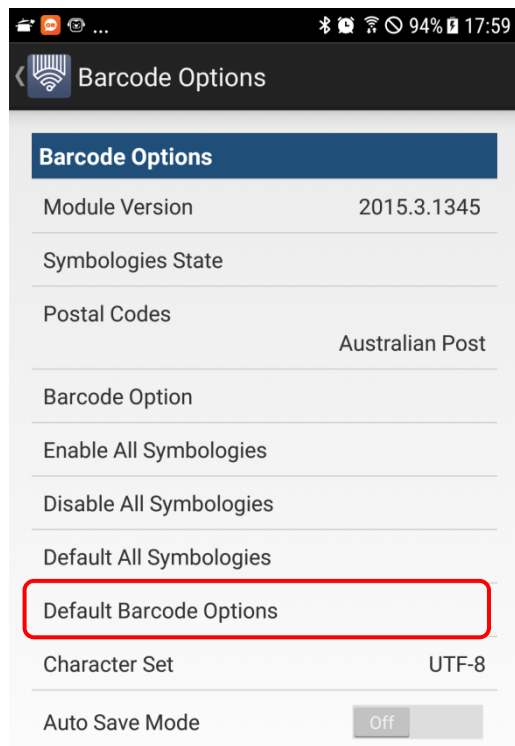 ... 94% 17:59
Barcode Options
Barcode Options
Module Version 2015.3.1345
Symbologies State
Postal Codes
Australian Post
Barcode Option
Enable All Symbologies
Disable All Symbologies
Default All Symbologies
Default Barcode Options
Character Set UTF-8
Auto Save Mode Off